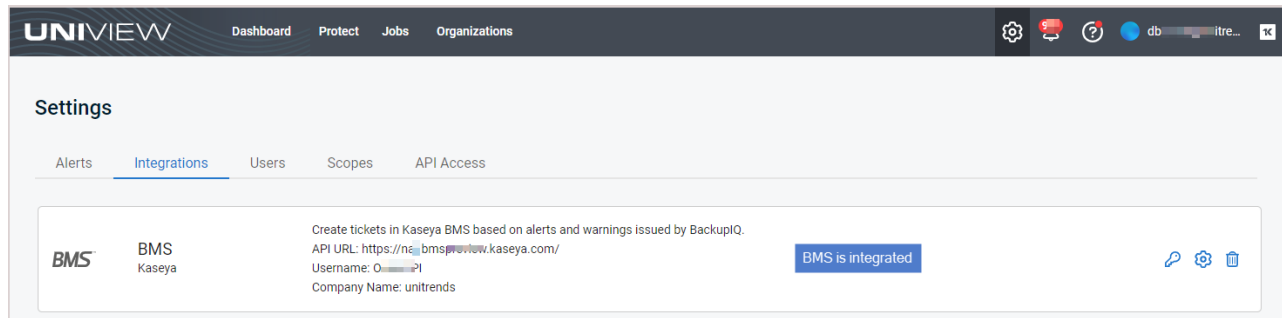 UNIVIEW Dashboard Protect Jobs Organizations
Settings
Alerts Integrations Users Scopes API Access
BMS
BMS
Kaseya
Create tickets in Kaseya BMS based on alerts and warnings issued by BackupIQ.
API URL:
Username:
Company Name: unitrends
BMS is integrated